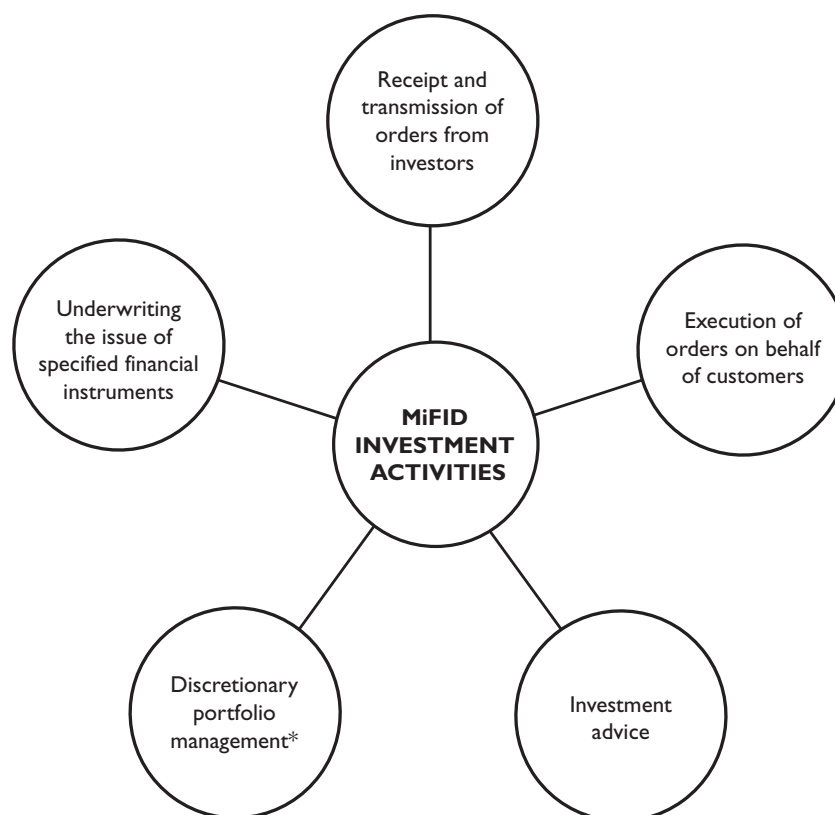 Receipt and
transmission of
orders from
investors
Underwriting
the issue of
specified financial
instruments
Execution of
orders on behalf
of customers
MiFID
INVESTMENT
ACTIVITIES
Discretionary
portfolio
management*
Investment
advice